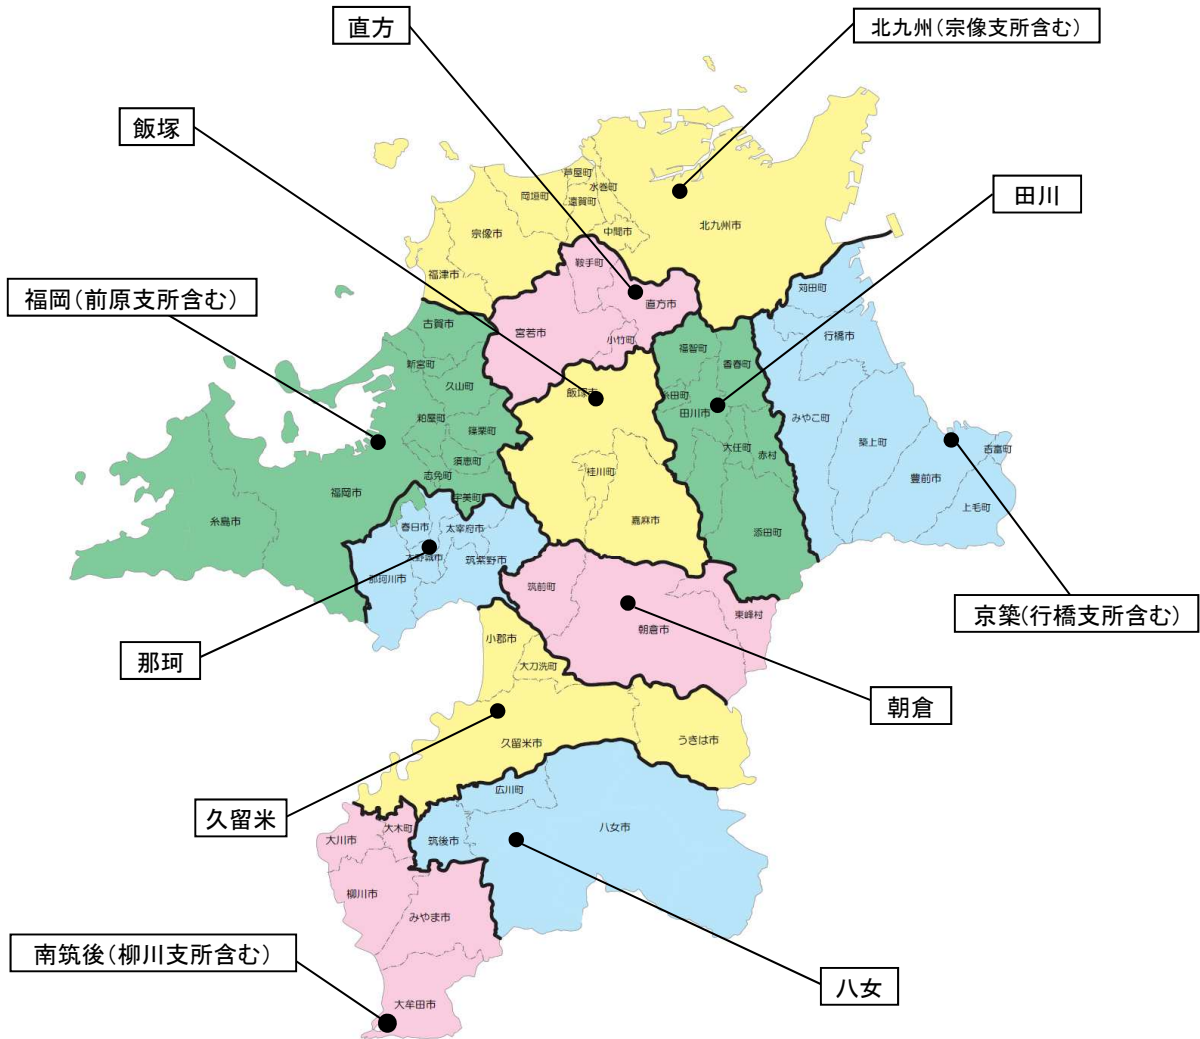 直方
北九州（宗像支所含む）
飯塚
田川
福岡（前原支所含む）
京築(行橋支所含む）
那珂
朝倉
久留米
南筑後（柳川支所含む）
八女
芦屋町
水巻町
岡垣町
遠賀町
北九州市
中間市
宗像市
福津市
鞍手町
直方市
宮若市
小竹町
苅田町
行橋市
古賀市
新宮町
久山町
福智町
香春町
飯塚市
糸田町
田川市
粕屋町
篠栗町
みやこ町
築上町
吉富町
須恵町
大任町
赤村
志免町
桂川町
豊前市
宇美町
福岡市
上毛町
糸島市
嘉麻市
添田町
春日市
太宰府市
大野城市
筑紫野市
那珂川市
筑前町
東峰村
朝倉市
小郡市
大刀洗町
久留米市
うきは市
広川町
大木町
大川市
筑後市
八女市
柳川市
みやま市
大牟田市